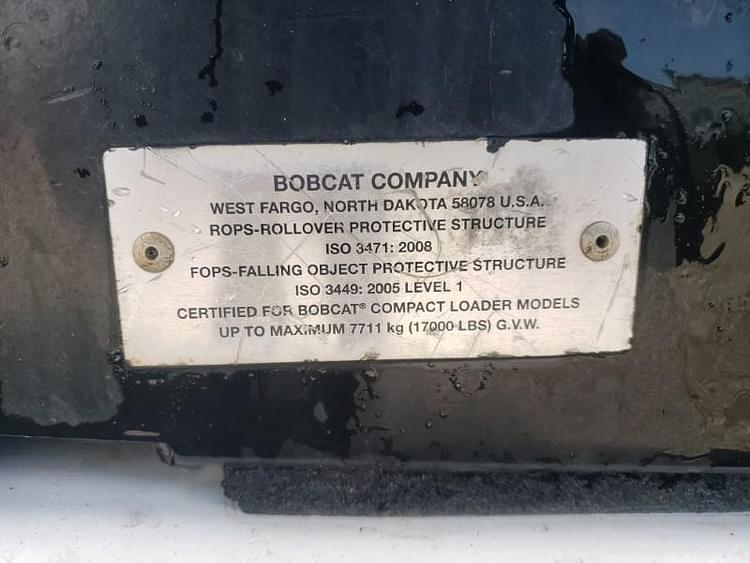 BOBCAT COMPANY
WEST FARGO, NORTH DAKOTA 58078 U.S.A.
ROPS-ROLLOVER PROTECTIVE STRUCTURE
ISO 3471: 2008
FOPS-FALLING OBJECT PROTECTIVE STRUCTURE
ISO 3449: 2005 LEVEL 1
CERTIFIED FOR BOBCAT® COMPACT LOADER MODELS
UP TO MAXIMUM 7711 kg (17000 LBS) G.V.W.